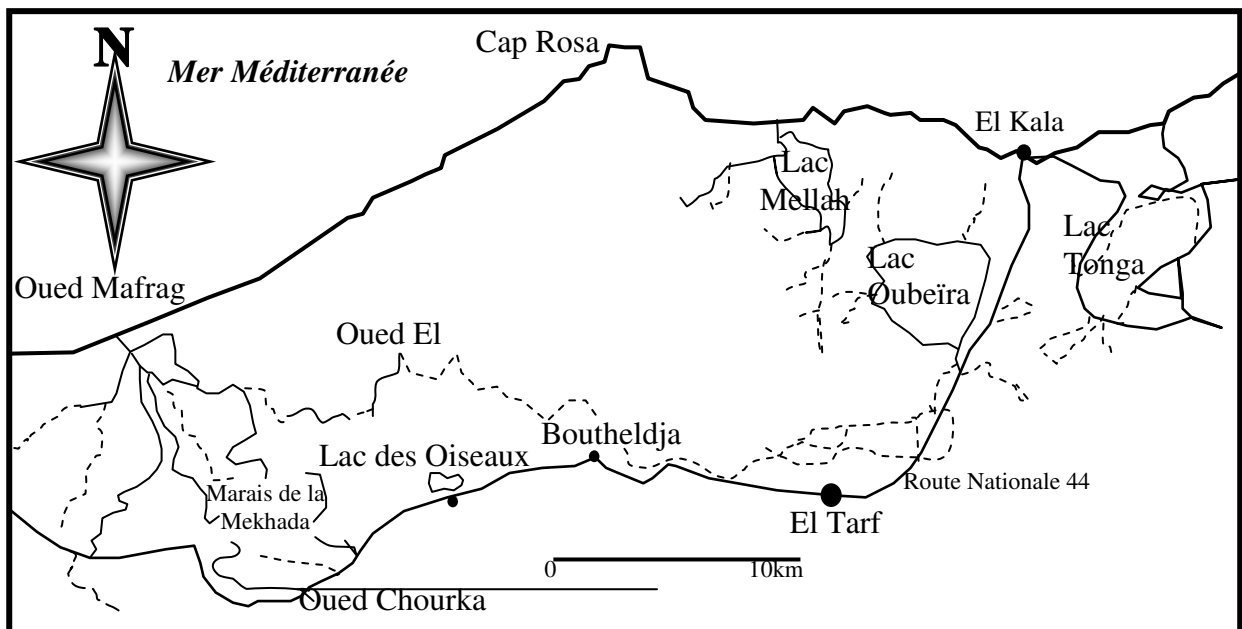 N
Mer Méditerranée
Cap Rosa
El Kala
Lac
Mellah
Lac
Tonga
Lac
Oubeïra
Oued Mafrag
Oued El
Boutheldja
Lac des Oiseaux
Marais de la
Mekhada
Route Nationale 44
El Tarf
0
10km
Oued Chourka